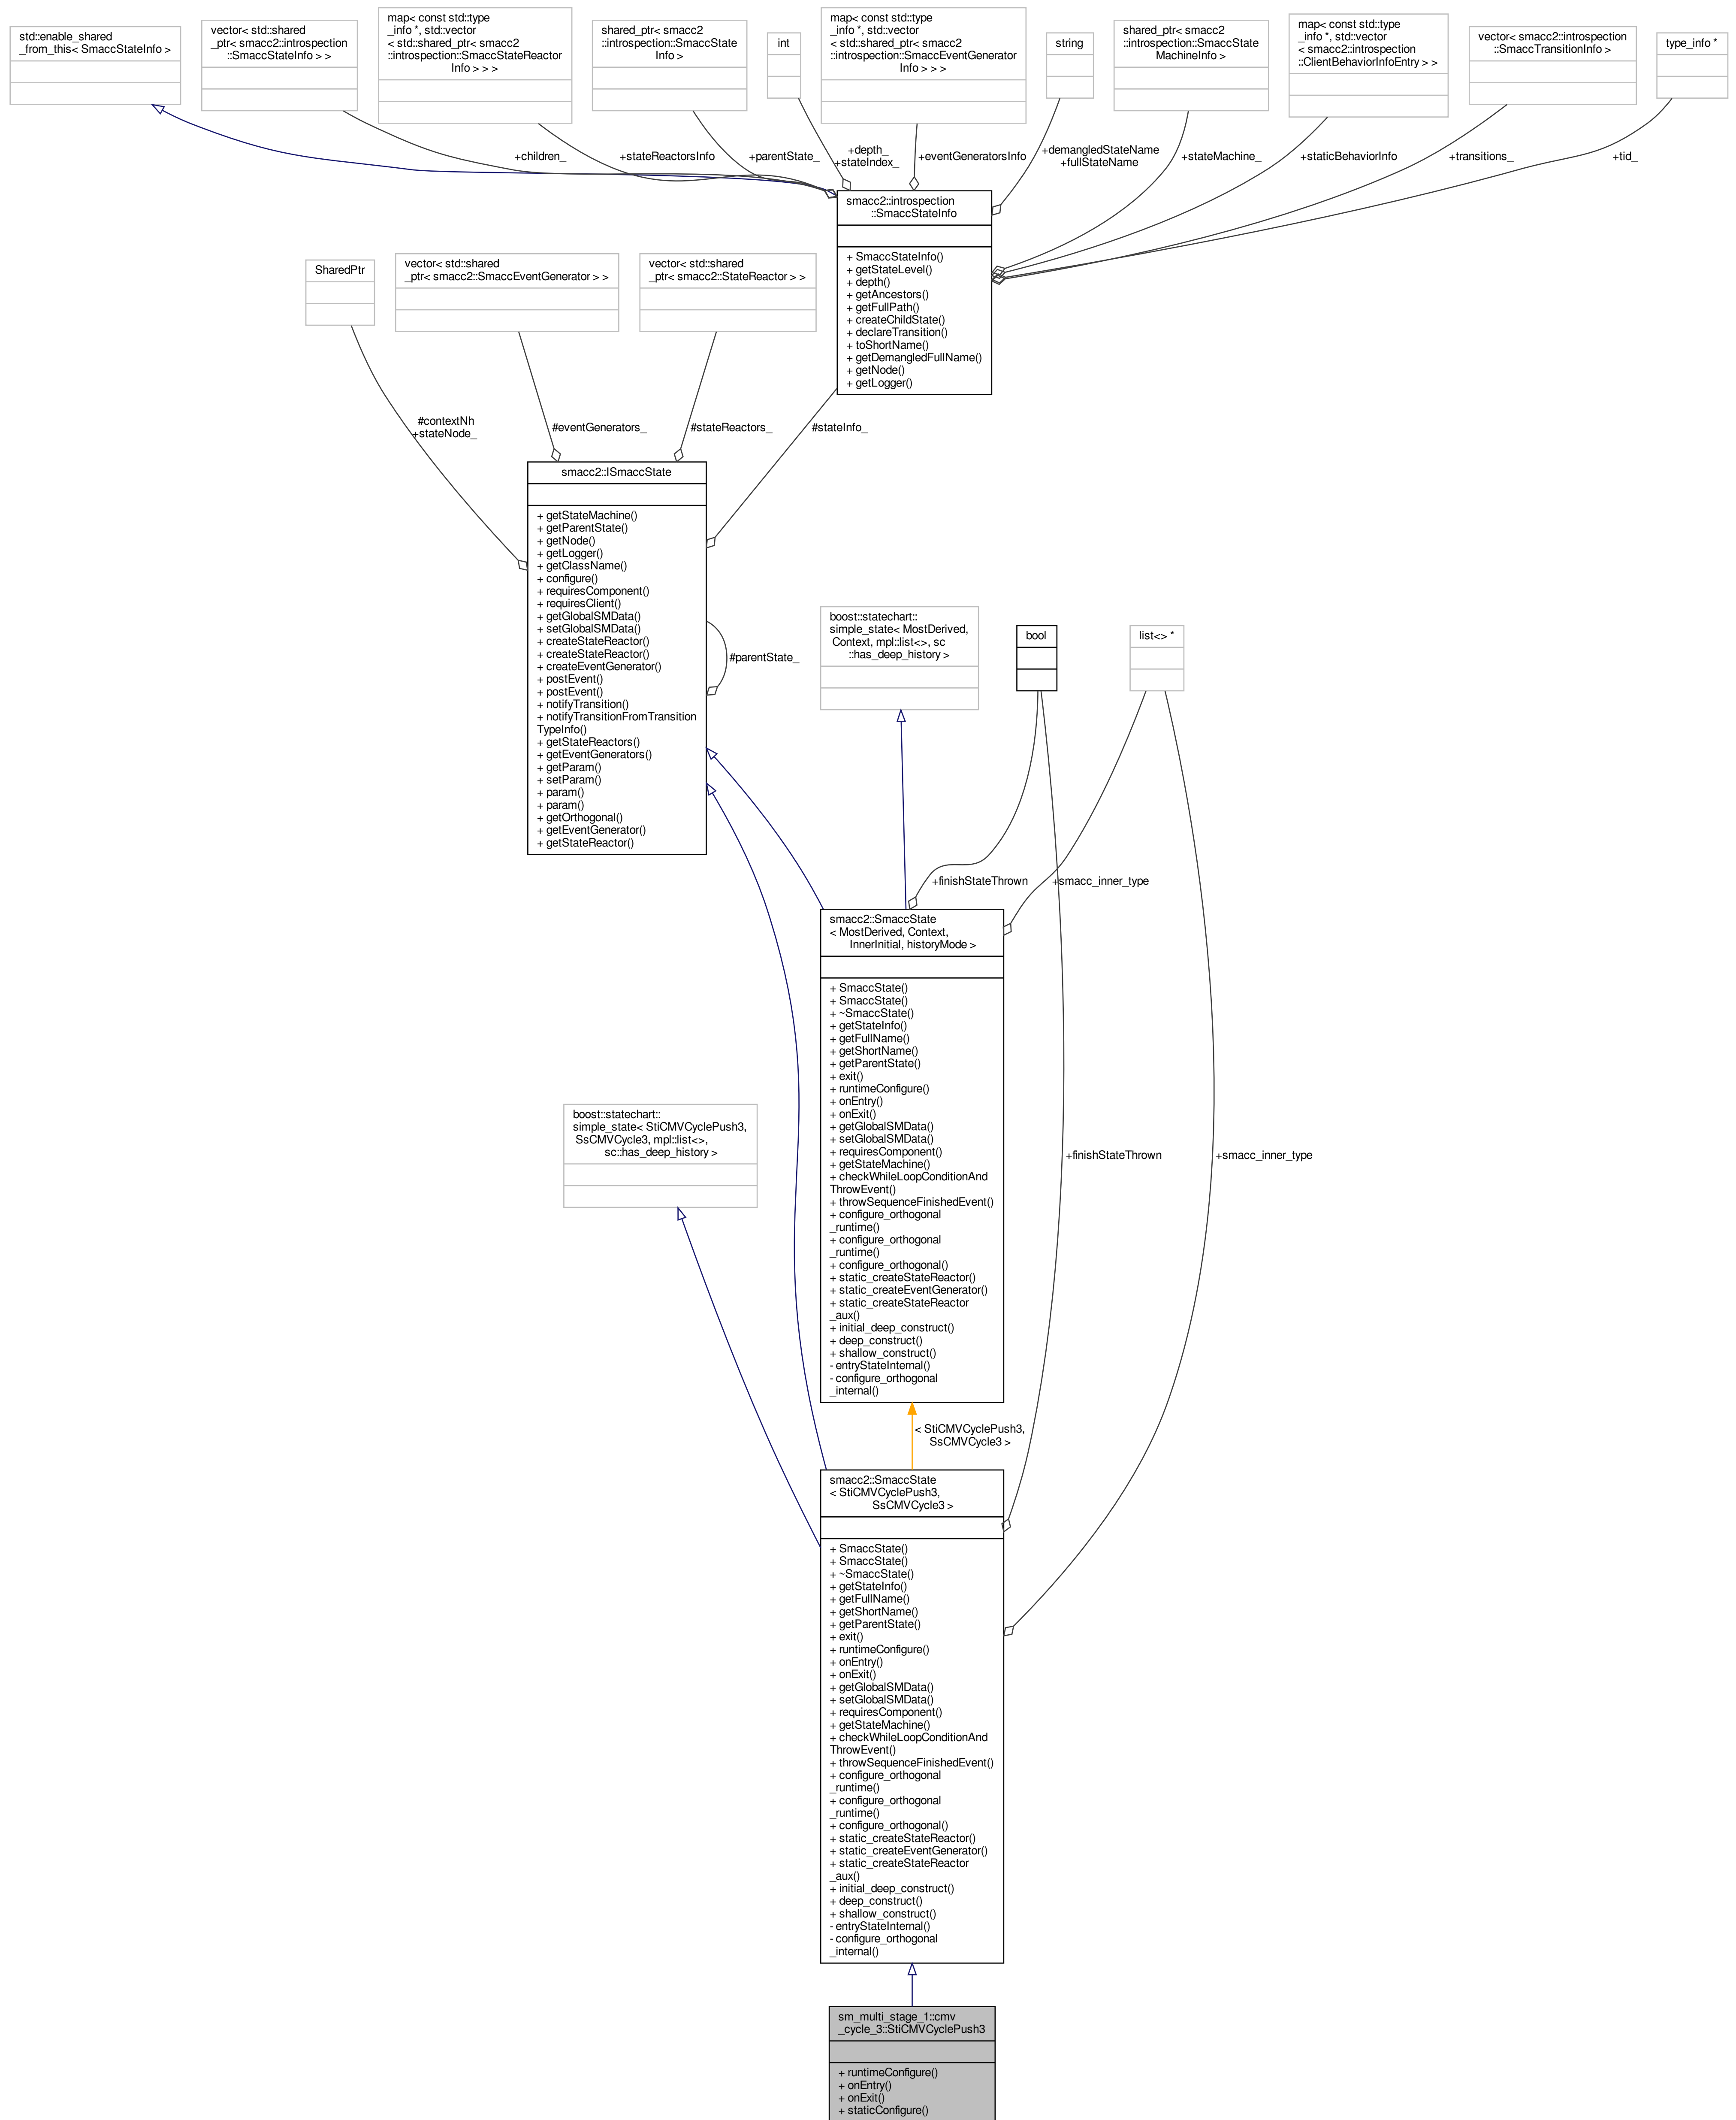 std::enable_shared
_from_this< SmaccStateInfo >
vector< std::shared
_ptr< smacc2::introspection
::SmaccStateInfo > >
map< const std::type
_info *, std::vector
< std::shared_ptr< smacc2
::introspection::SmaccStateReactor
Info > > >
shared_ptr< smacc2
::introspection::SmaccState
Info >
int
map< const std::type
_info *, std::vector
< std::shared_ptr< smacc2
::introspection::SmaccEventGenerator
Info > > >
string
shared_ptr< smacc2
::introspection::SmaccState
MachineInfo >
map< const std::type
_info *, std::vector
< smacc2::introspection
::ClientBehaviorInfoEntry > >
vector< smacc2::introspection
::SmaccTransitionInfo >
type_info *
+children_
+stateReactorsInfo
+parentState_
+depth_
+stateIndex_
+eventGeneratorsInfo
+demangledStateName
+fullStateName
+stateMachine_
+staticBehaviorInfo
+transitions_
+tid_
smacc2::introspection
::SmaccStateInfo
+ SmaccStateInfo()
+ getStateLevel()
+ depth()
+ getAncestors()
+ getFullPath()
+ createChildState()
+ declareTransition()
+ toShortName()
+ getDemangledFullName()
+ getNode()
+ getLogger()
SharedPtr
vector< std::shared
_ptr< smacc2::SmaccEventGenerator > >
vector< std::shared
_ptr< smacc2::StateReactor > >
#contextNh
+stateNode_
#eventGenerators_
#stateReactors_
#stateInfo_
smacc2::ISmaccState
+ getStateMachine()
+ getParentState()
+ getNode()
+ getLogger()
+ getClassName()
+ configure()
+ requiresComponent()
+ requiresClient()
+ getGlobalSMData()
+ setGlobalSMData()
+ createStateReactor()
+ createStateReactor()
+ createEventGenerator()
+ postEvent()
+ postEvent()
+ notifyTransition()
+ notifyTransitionFromTransition
TypeInfo()
+ getStateReactors()
+ getEventGenerators()
+ getParam()
+ setParam()
+ param()
+ param()
+ getOrthogonal()
+ getEventGenerator()
+ getStateReactor()
#parentState_
boost::statechart::
simple_state< MostDerived,
Context, mpl::list<>, sc
::has_deep_history >
bool
list<> *
+finishStateThrown
+smacc_inner_type
smacc2::SmaccState
< MostDerived, Context,
InnerInitial, historyMode >
+ SmaccState()
+ SmaccState()
+ ~SmaccState()
+ getStateInfo()
+ getFullName()
+ getShortName()
+ getParentState()
+ exit()
+ runtimeConfigure()
+ onEntry()
+ onExit()
+ getGlobalSMData()
+ setGlobalSMData()
+ requiresComponent()
+ getStateMachine()
+ checkWhileLoopConditionAnd
ThrowEvent()
+ throwSequenceFinishedEvent()
+ configure_orthogonal
_runtime()
+ configure_orthogonal
_runtime()
+ configure_orthogonal()
+ static_createStateReactor()
+ static_createEventGenerator()
+ static_createStateReactor
_aux()
+ initial_deep_construct()
+ deep_construct()
+ shallow_construct()
- entryStateInternal()
- configure_orthogonal
_internal()
boost::statechart::
simple_state< StiCMVCyclePush3,
SsCMVCycle3, mpl::list<>,
sc::has_deep_history >
+finishStateThrown
+smacc_inner_type
< StiCMVCyclePush3,
SsCMVCycle3 >
smacc2::SmaccState
< StiCMVCyclePush3,
SsCMVCycle3 >
+ SmaccState()
+ SmaccState()
+ ~SmaccState()
+ getStateInfo()
+ getFullName()
+ getShortName()
+ getParentState()
+ exit()
+ runtimeConfigure()
+ onEntry()
+ onExit()
+ getGlobalSMData()
+ setGlobalSMData()
+ requiresComponent()
+ getStateMachine()
+ checkWhileLoopConditionAnd
ThrowEvent()
+ throwSequenceFinishedEvent()
+ configure_orthogonal
_runtime()
+ configure_orthogonal
_runtime()
+ configure_orthogonal()
+ static_createStateReactor()
+ static_createEventGenerator()
+ static_createStateReactor
_aux()
+ initial_deep_construct()
+ deep_construct()
+ shallow_construct()
- entryStateInternal()
- configure_orthogonal
_internal()
sm_multi_stage_1::cmv
_cycle_3::StiCMVCyclePush3
+ runtimeConfigure()
+ onEntry()
+ onExit()
+ staticConfigure()